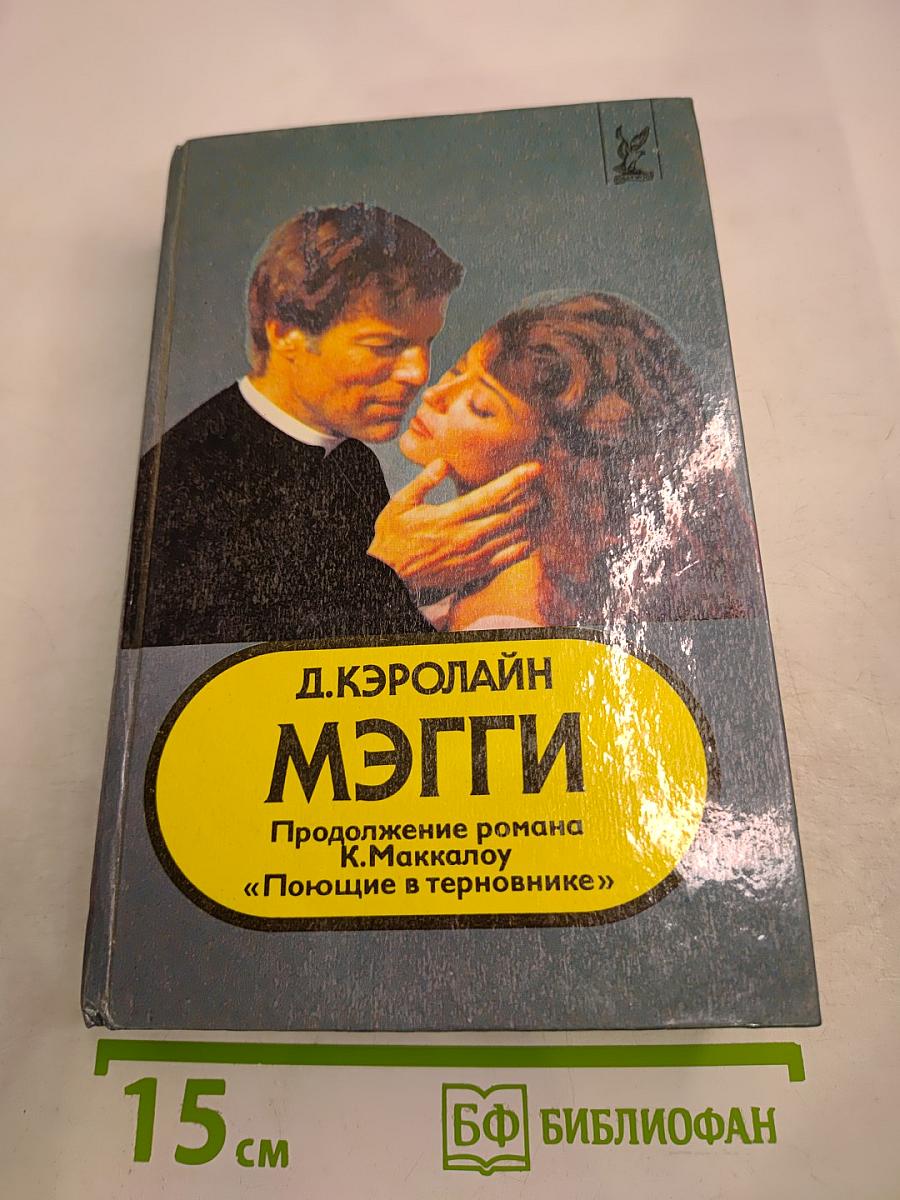 Д.КЭРОЛАЙН
МЭГГИ
Продолжение романа
К.Маккалоу
«Поющие в терновнике»
15 см
БФ БИБЛИОФАН